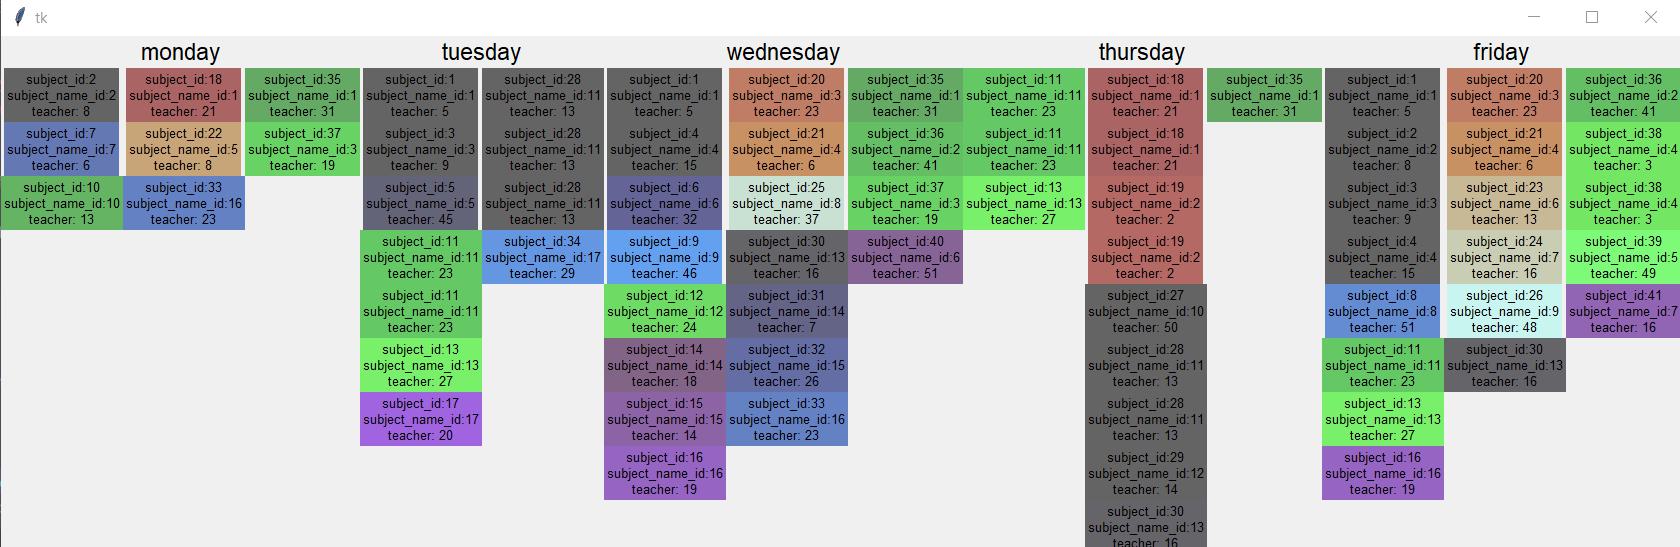 tk
monday
tuesday
wednesday
thursday
friday
subject_id:2
subject_name_id:2
teacher: 8
subject_id:7
subject_name_id:7
teacher: 6
subject_id:10
subject_name_id:10
teacher: 13
subject_id:18
subject_name_id:1
teacher: 21
subject_id:22
subject_name_id:5
teacher: 8
subject_id:33
subject_name_id:16
teacher: 23
subject_id:35
subject_name_id:1
teacher: 31
subject_id:37
subject_name_id:3
teacher: 19
subject_id:1
subject_name_id:1
teacher: 5
subject_id:3
subject_name_id:3
teacher: 9
subject_id:5
subject_name_id:5
teacher: 45
subject_id:11
subject_name_id:11
teacher: 23
subject_id:11
subject_name_id:11
teacher: 23
subject_id:13
subject_name_id:13
teacher: 27
subject_id:17
subject_name_id:17
teacher: 20
subject_id:28
subject_name_id:11
teacher: 13
subject_id:28
subject_name_id:11
teacher: 13
subject_id:28
subject_name_id:11
teacher: 13
subject_id:34
subject_name_id:17
teacher: 29
subject_id:1
subject_name_id:1
teacher: 5
subject_id:4
subject_name_id:4
teacher: 15
subject_id:6
subject_name_id:6
teacher: 32
subject_id:9
subject_name_id:9
teacher: 46
subject_id:12
subject_name_id:12
teacher: 24
subject_id:14
subject_name_id:14
teacher: 18
subject_id:15
subject_name_id:15
teacher: 14
subject_id:16
subject_name_id:16
teacher: 19
subject_id:20
subject_name_id:3
teacher: 23
subject_id:21
subject_name_id:4
teacher: 6
subject_id:25
subject_name_id:8
teacher: 37
subject_id:30
subject_name_id:13
teacher: 16
subject_id:31
subject_name_id:14
teacher: 7
subject_id:32
subject_name_id:15
teacher: 26
subject_id:33
subject_name_id:16
teacher: 23
subject_id:35
subject_name_id:1
teacher: 31
subject_id:36
subject_name_id:2
teacher: 41
subject_id:37
subject_name_id:3
teacher: 19
subject_id:40
subject_name_id:6
teacher: 51
subject_id:11
subject_name_id:11
teacher: 23
subject_id:11
subject_name_id:11
teacher: 23
subject_id:13
subject_name_id:13
teacher: 27
subject_id:18
subject_name_id:1
teacher: 21
subject_id:18
subject_name_id:1
teacher: 21
subject_id:19
subject_name_id:2
teacher: 2
subject_id:19
subject_name_id:2
teacher: 2
subject_id:27
subject_name_id:10
teacher: 50
subject_id:28
subject_name_id:11
teacher: 13
subject_id:28
subject_name_id:11
teacher: 13
subject_id:29
subject_name_id:12
teacher: 14
subject_id:30
subject_name_id:13
teacher: 16
subject_id:35
subject_name_id:1
teacher: 31
subject_id:1
subject_name_id:1
teacher: 5
subject_id:2
subject_name_id:2
teacher: 8
subject_id:3
subject_name_id:3
teacher: 9
subject_id:4
subject_name_id:4
teacher: 15
subject_id:8
subject_name_id:8
teacher: 51
subject_id:11
subject_name_id:11
teacher: 23
subject_id:13
subject_name_id:13
teacher: 27
subject_id:16
subject_name_id:16
teacher: 19
subject_id:20
subject_name_id:3
teacher: 23
subject_id:21
subject_name_id:4
teacher: 6
subject_id:23
subject_name_id:6
teacher: 13
subject_id:24
subject_name_id:7
teacher: 16
subject_id:26
subject_name_id:9
teacher: 48
subject_id:30
subject_name_id:13
teacher: 16
subject_id:36
subject_name_id:2
teacher: 41
subject_id:38
subject_name_id:4
teacher: 3
subject_id:38
subject_name_id:4
teacher: 3
subject_id:39
subject_name_id:5
teacher: 49
subject_id:41
subject_name_id:7
teacher: 16